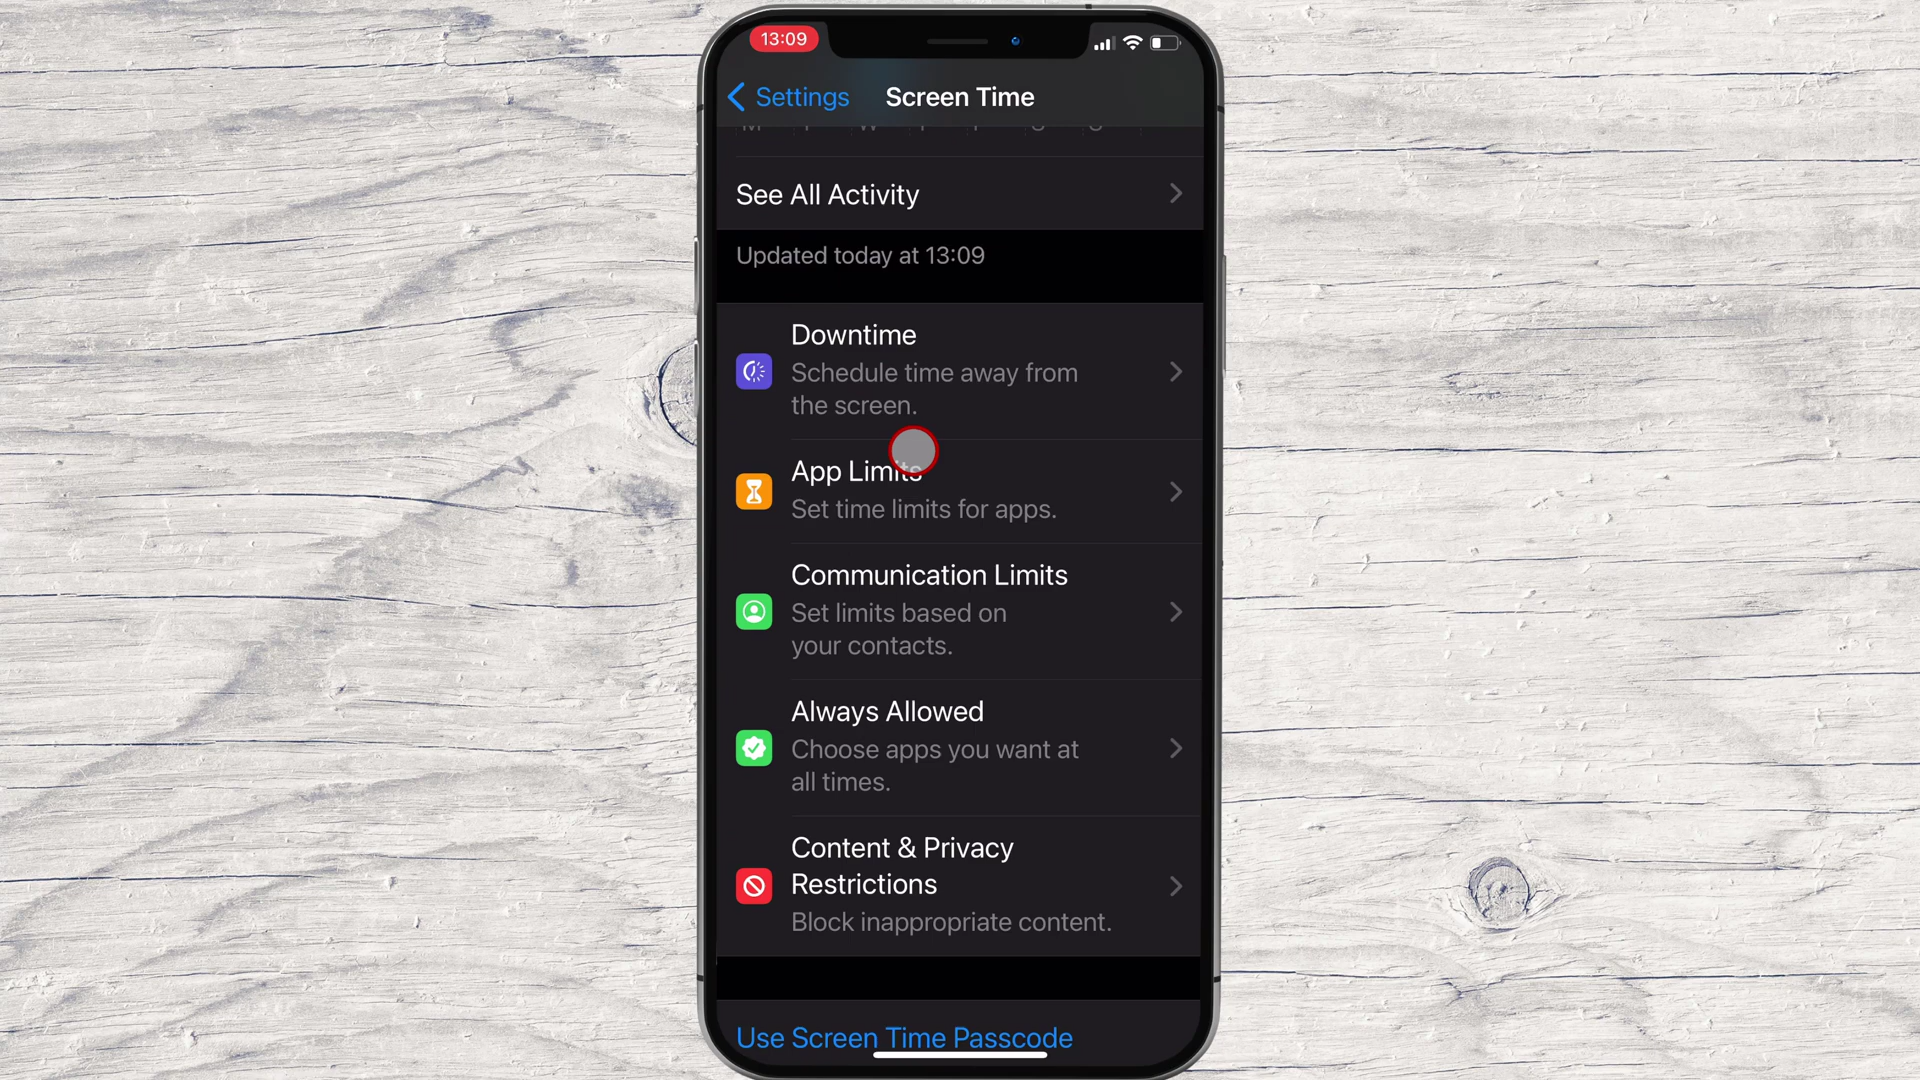 13:09
Settings
Screen Time
See All Activity
Updated today at 13:09
Downtime
Schedule time away from
the screen.
App Limits
Set time limits for apps.
Communication Limits
Set limits based on
your contacts.
Always Allowed
Choose apps you want at
all times.
Content & Privacy
Restrictions
Block inappropriate content.
Use Screen Time Passcode